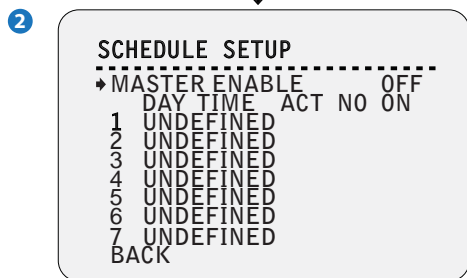 2
SCHEDULE SETUP
MASTER ENABLE OFF
DAY TIME ACT NO ON
1 UNDEFINED
2 UNDEFINED
3 UNDEFINED
4 UNDEFINED
5 UNDEFINED
6 UNDEFINED
7 UNDEFINED
BACK